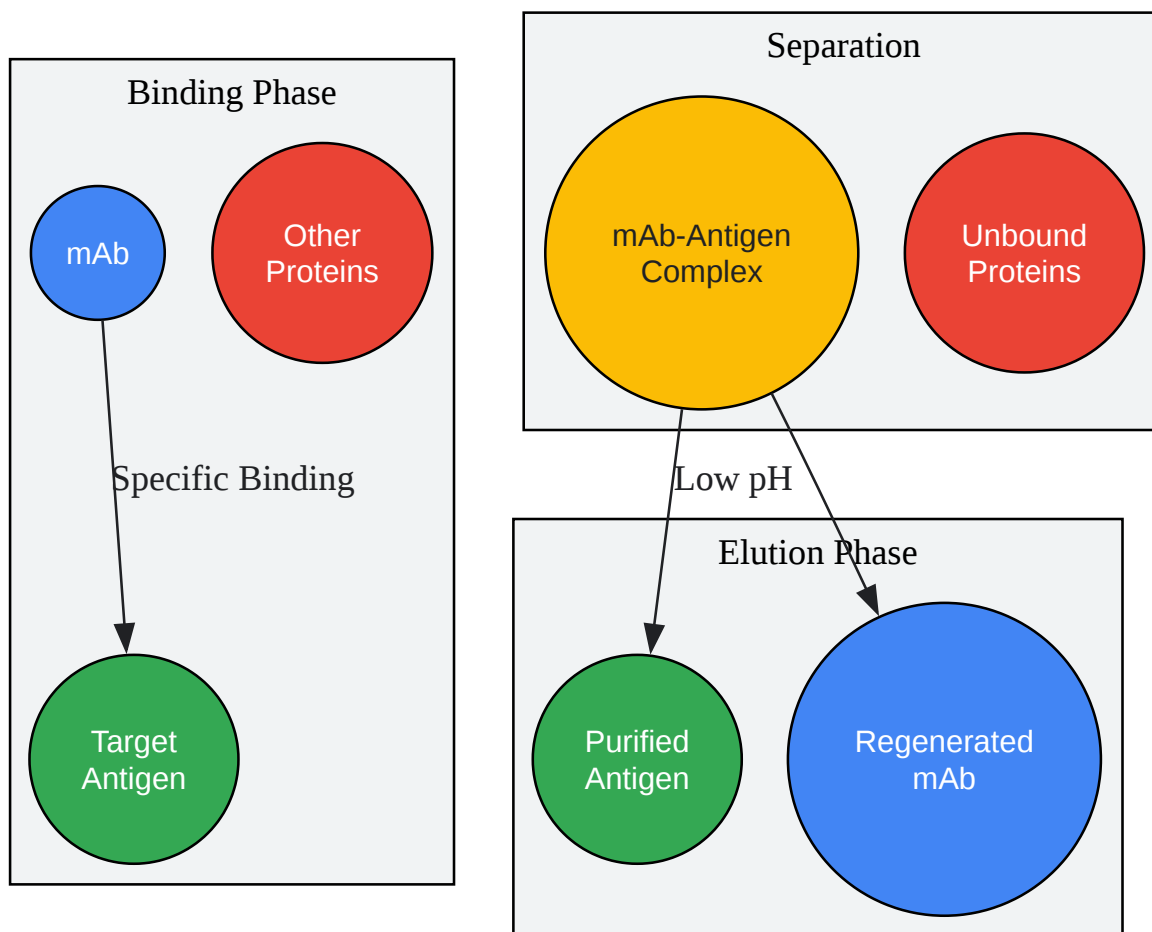 Binding Phase
mAb
Other
Proteins
Specific Binding
Target
Antigen
Separation
mAb-Antigen
Complex
Unbound
Proteins
Low pH
Elution Phase
Purified
Antigen
Regenerated
mAb